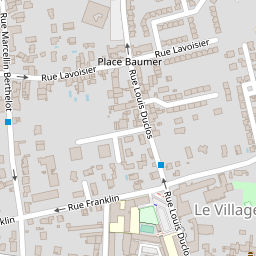 Rue Lavoisier
Place Baumer
Rue Lavoisier
Rue Marcellin Berthelot
Rue Louis Duclos
Rue Franklin
Le Village
klin
Rue Louis Duclos